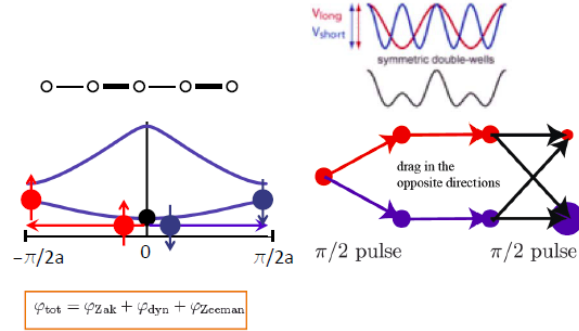 V_long
V_short
symmetric double-wells
drag in the
opposite directions
π/2 pulse
π/2 pulse
−π/2a
0
π/2a
φ_tot = φ_Zak + φ_dyn + φ_Zeeman